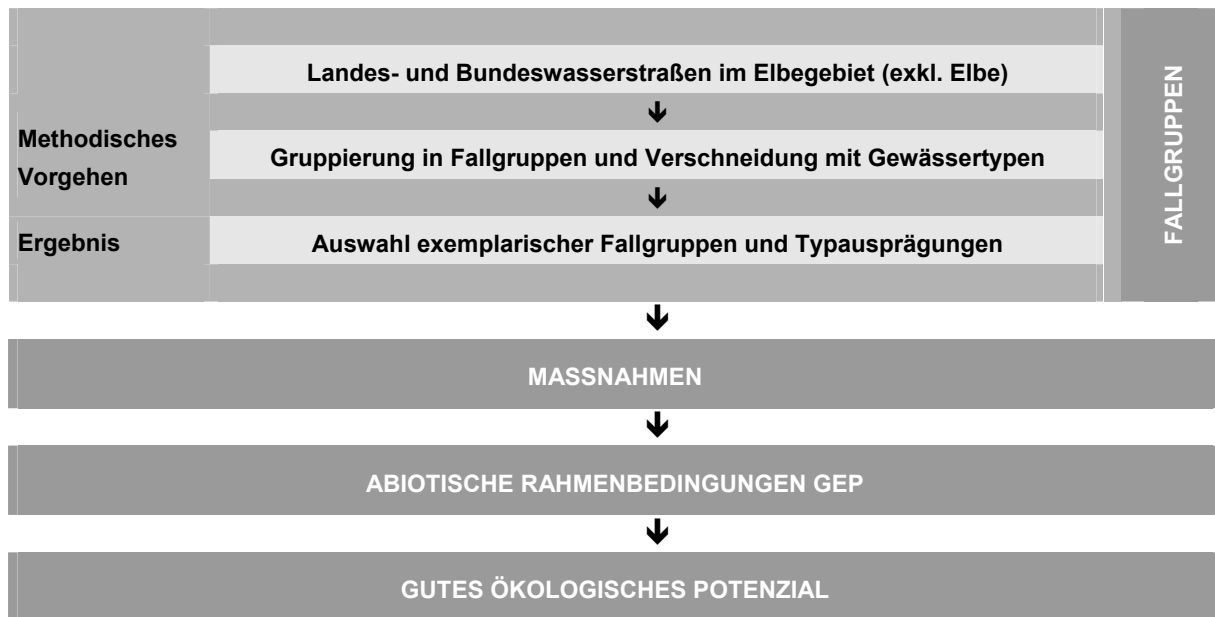 Landes- und Bundeswasserstraßen im Elbegebiet (exkl. Elbe)
Methodisches
Vorgehen
Gruppierung in Fallgruppen und Verschneidung mit Gewässertypen
Ergebnis
Auswahl exemplarischer Fallgruppen und Typausprägungen
FALLGRUPPEN
MASSNAHMEN
ABIOTISCHE RAHMENBEDINGUNGEN GEP
GUTES ÖKOLOGISCHES POTENZIAL